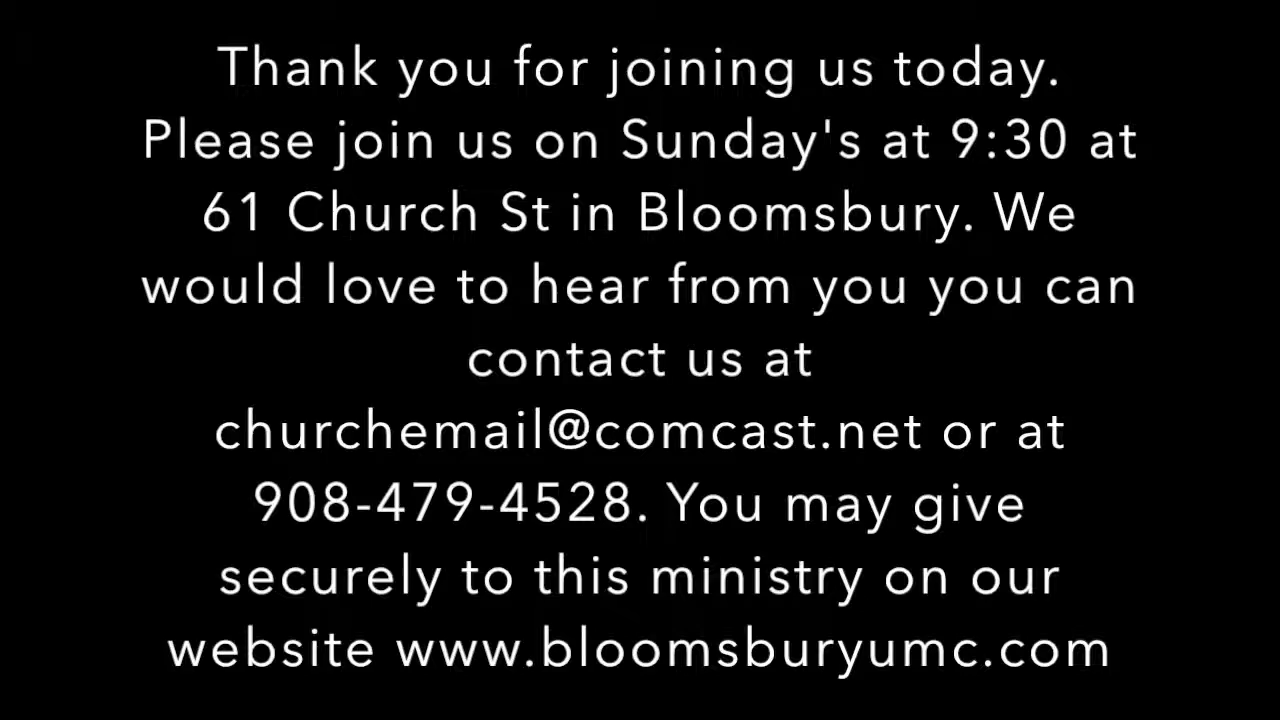 Thank you for joining us today.
Please join us on Sunday's at 9:30 at
61 Church St in Bloomsbury. We
would love to hear from you you can
contact us at
churchemail@comcast.net or at
908-479-4528. You may give
securely to this ministry on our
website www.bloomsburyumc.com